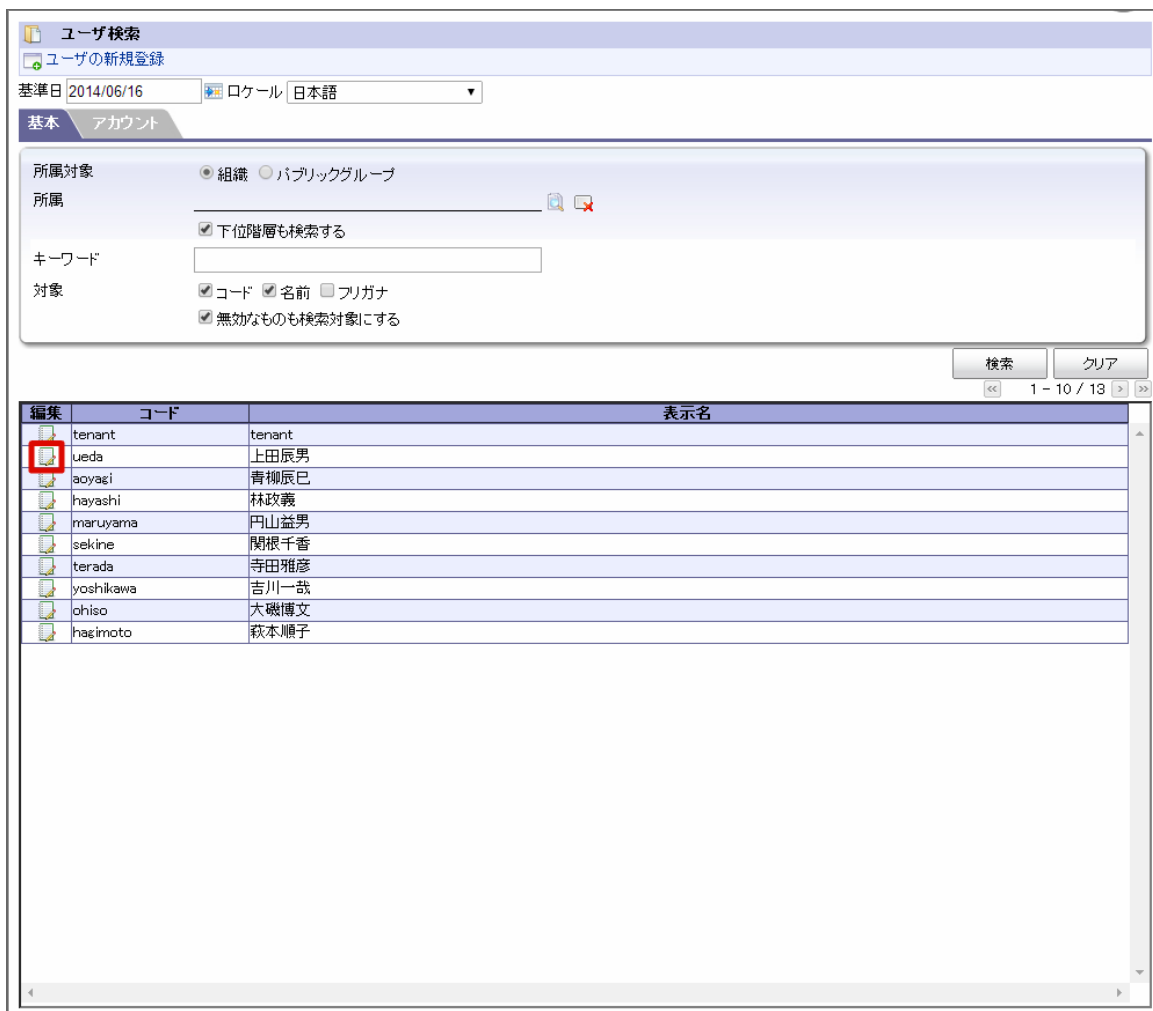 ユーザ検索
ユーザの新規登録
基準日 2014/06/16 ロケール 日本語
基本 アカウント
所属対象 組織 パブリックグループ
所属
下位階層も検索する
キーワード
対象 コード 名前 フリガナ
無効なものも検索対象にする
検索 クリア
1 - 10 / 13
編集 コード 表示名
tenant tenant
ueda 上田辰男
aoyagi 青柳辰巳
hayashi 林政義
maruyama 円山益男
sekine 関根千香
terada 寺田雅彦
yoshikawa 吉川一哉
ohiso 大磯博文
hagimoto 萩本順子